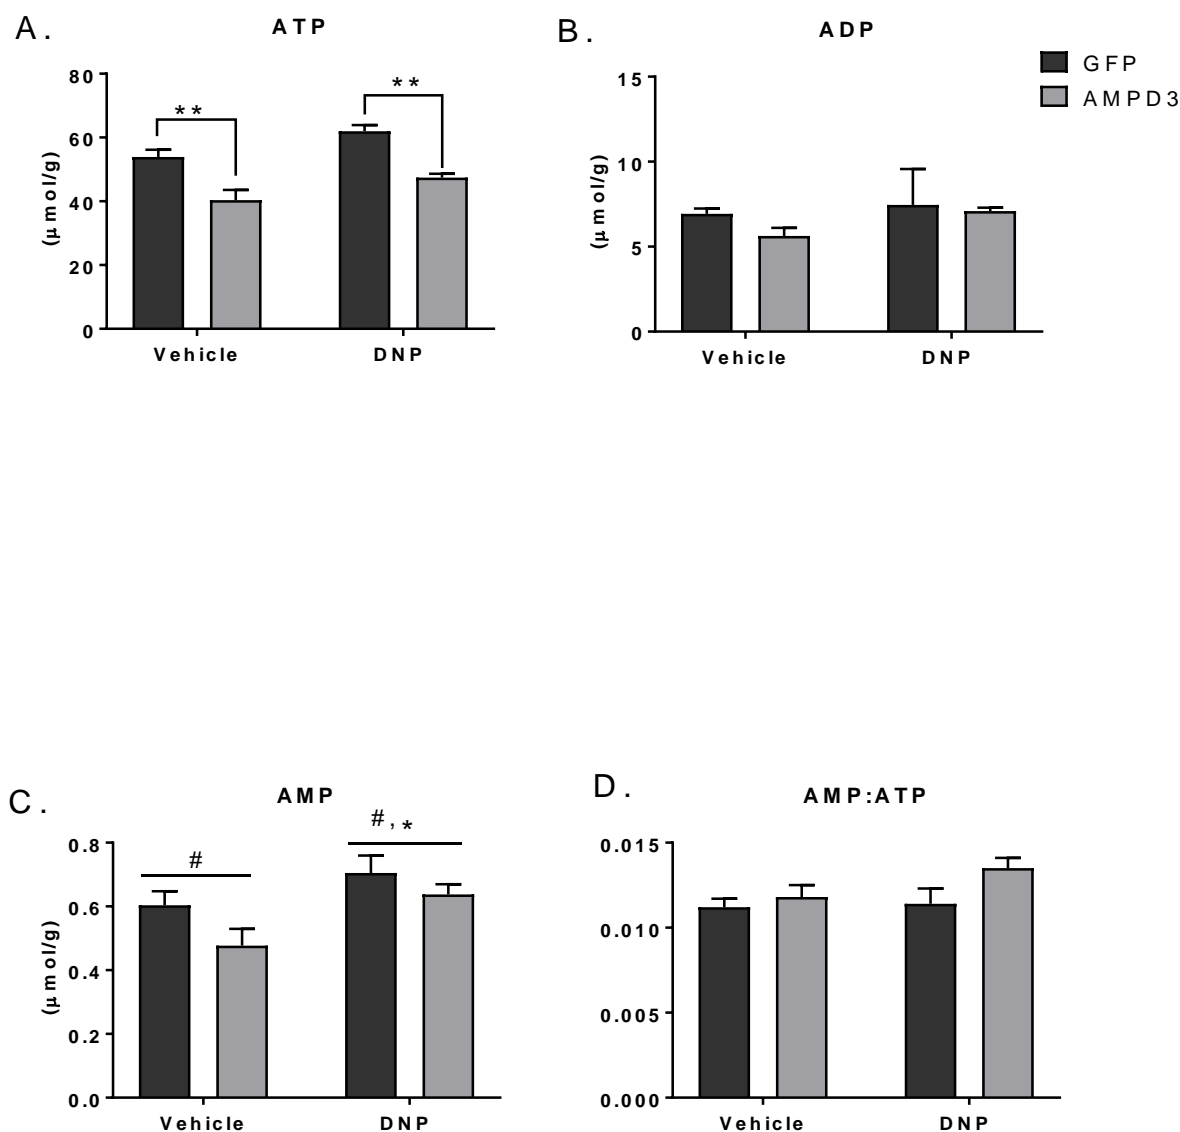 A.
ATP
(μmol/g)
80
60
40
20
0
**
**
Vehicle
DNP
B.
ADP
(μmol/g)
15
10
5
0
Vehicle
DNP
GFP
AMPD3
C.
AMP
(μmol/g)
0.8
0.6
0.4
0.2
0.0
#
#,*
Vehicle
DNP
D.
AMP:ATP
0.015
0.010
0.005
0.000
Vehicle
DNP